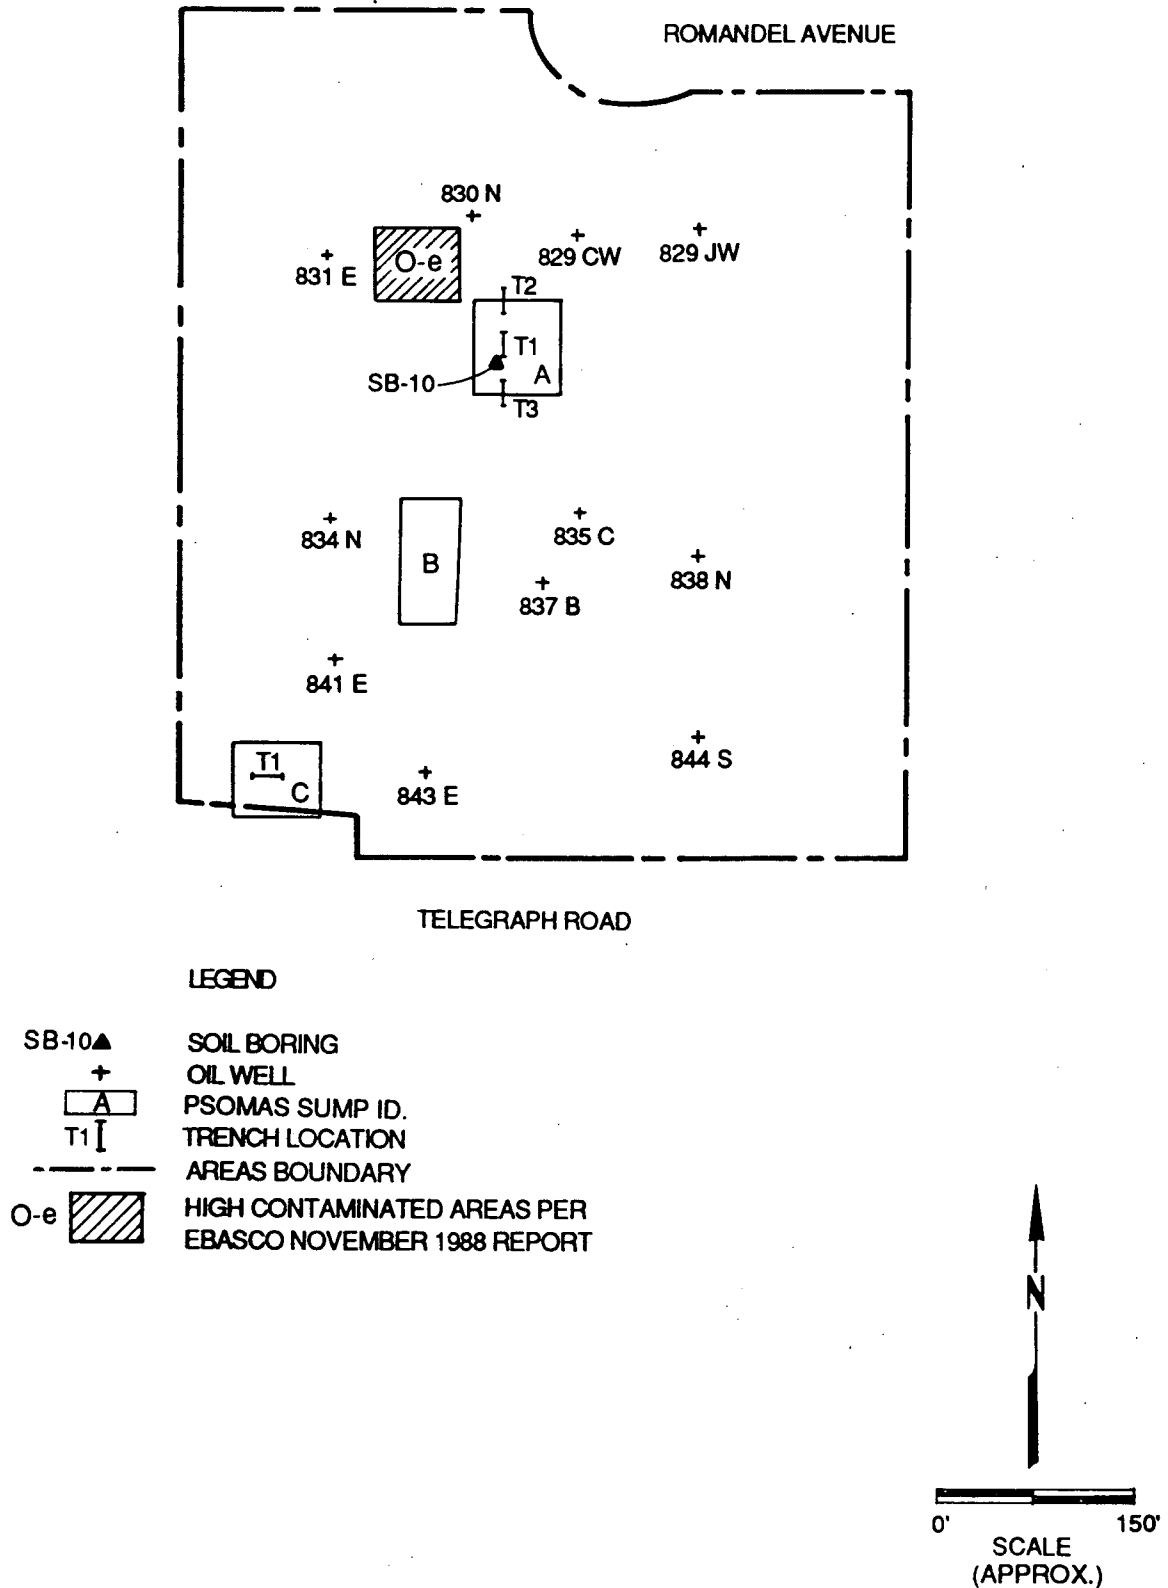 ROMANDEL AVENUE
830 N
829 CW
829 JW
831 E
O-e
T2
T1
A
SB-10
T3
834 N
835 C
B
838 N
837 B
841 E
844 S
T1
C
843 E
TELEGRAPH ROAD
LEGEND
SB-10 SOIL BORING
OIL WELL
A PSOMAS SUMP ID.
T1 TRENCH LOCATION
AREAS BOUNDARY
O-e HIGH CONTAMINATED AREAS PER
EBASCO NOVEMBER 1988 REPORT
N
0' 150'
SCALE
(APPROX.)